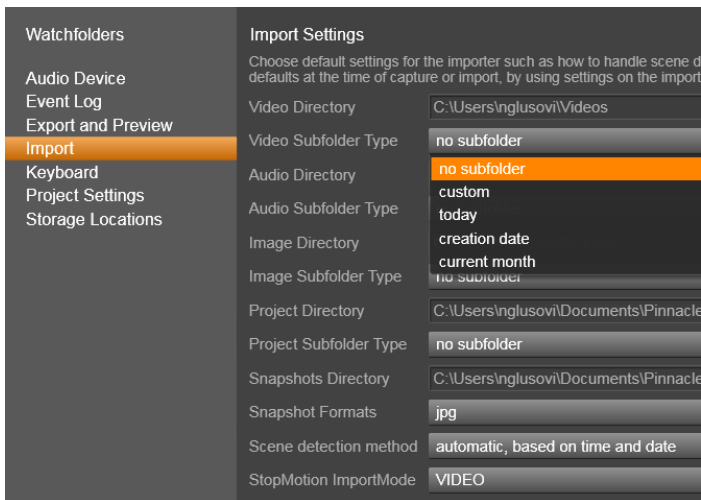 Watchfolders
Audio Device
Event Log
Export and Preview
Import
Keyboard
Project Settings
Storage Locations
Import Settings
Choose default settings for the importer such as how to handle scene d
defaults at the time of capture or import, by using settings on the import
Video Directory C:\Users\nglusovi\Videos
Video Subfolder Type no subfolder
Audio Directory no subfolder
custom
Audio Subfolder Type today
Image Directory creation date
current month
Image Subfolder Type no subfolder
Project Directory C:\Users\nglusovi\Documents\Pinnacle
Project Subfolder Type no subfolder
Snapshots Directory C:\Users\nglusovi\Documents\Pinnacle
Snapshot Formats jpg
Scene detection method automatic, based on time and date
StopMotion ImportMode VIDEO